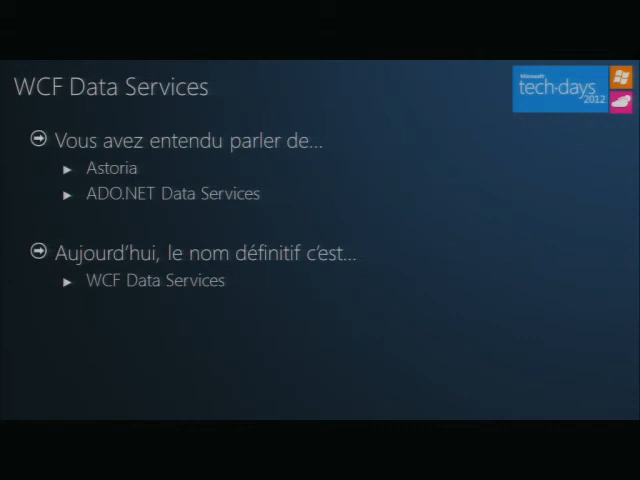 WCF Data Services
Microsoft
tech·days
2012
Vous avez entendu parler de...
Astoria
ADO.NET Data Services
Aujourd'hui, le nom définitif c'est...
WCF Data Services